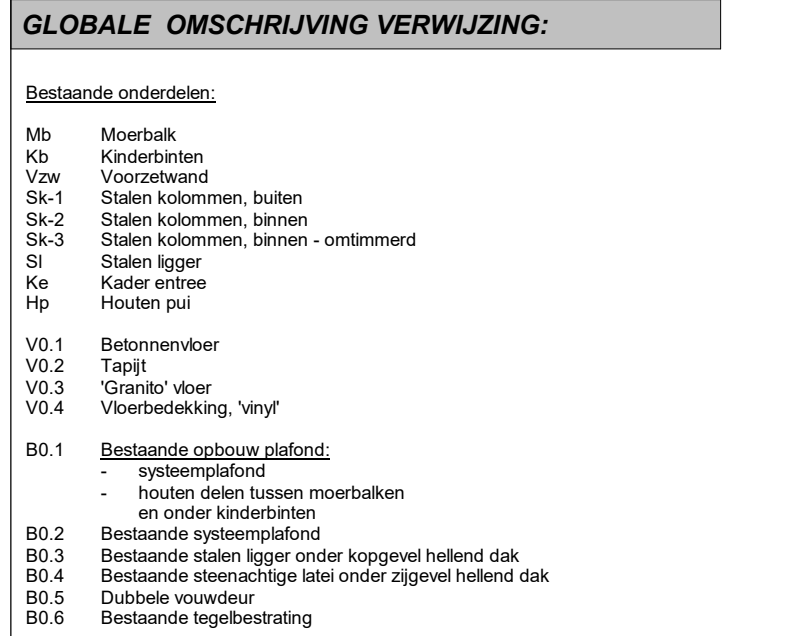 GLOBALE OMSCHRIJVING VERWIJZING:
Bestaande onderdelen:
Mb Moerbalk
Kb Kinderbinten
Vzw Voorzetwand
Sk-1 Stalen kolommen, buiten
Sk-2 Stalen kolommen, binnen
Sk-3 Stalen kolommen, binnen - omtimmerd
Sl Stalen ligger
Ke Kader entree
Hp Houten pui
V0.1 Betonnenvloer
V0.2 Tapijt
V0.3 'Granito' vloer
V0.4 Vloerbedekking, 'vinyl'
B0.1 Bestaande opbouw plafond:
- systeemplafond
- houten delen tussen moerbalken
en onder kinderbinten
B0.2 Bestaande systeemplafond
B0.3 Bestaande stalen ligger onder kopgevel hellend dak
B0.4 Bestaande steenachtige latei onder zijgevel hellend dak
B0.5 Dubbele vouwdeur
B0.6 Bestaande tegelbestrating